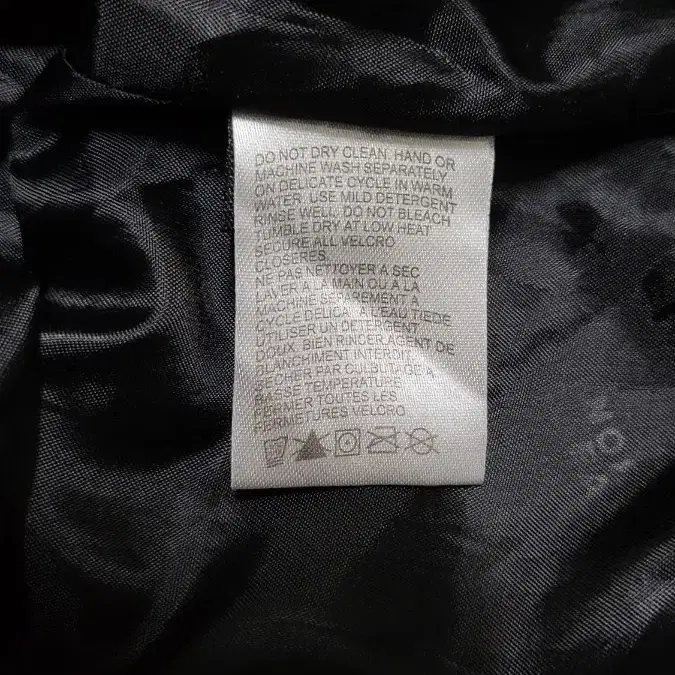 DO NOT DRY CLEAN. HAND OR
MACHINE WASH SEPARATELY
ON DELICATE CYCLE IN WARM
WATER. USE MILD DETERGENT
RINSE WELL. DO NOT BLEACH
TUMBLE DRY AT LOW HEAT
SECURE ALL VELCRO
CLOSERES.
NE PAS NETTOYER A SEC
LAVER A LA MAIN OU A LA
MACHINE SEPAREMENT A
CYCLE DELICAT EAU TIEDE
UTILISER UN DETERGENT
DOUX. BIEN RINCER AGENT DE
BLANCHIMENT INTERDIT.
SECHER PAR CULBUTAGE A
BASSE TEMPERATURE
FERMER TOUTES LES
FERMETURES VELCRO